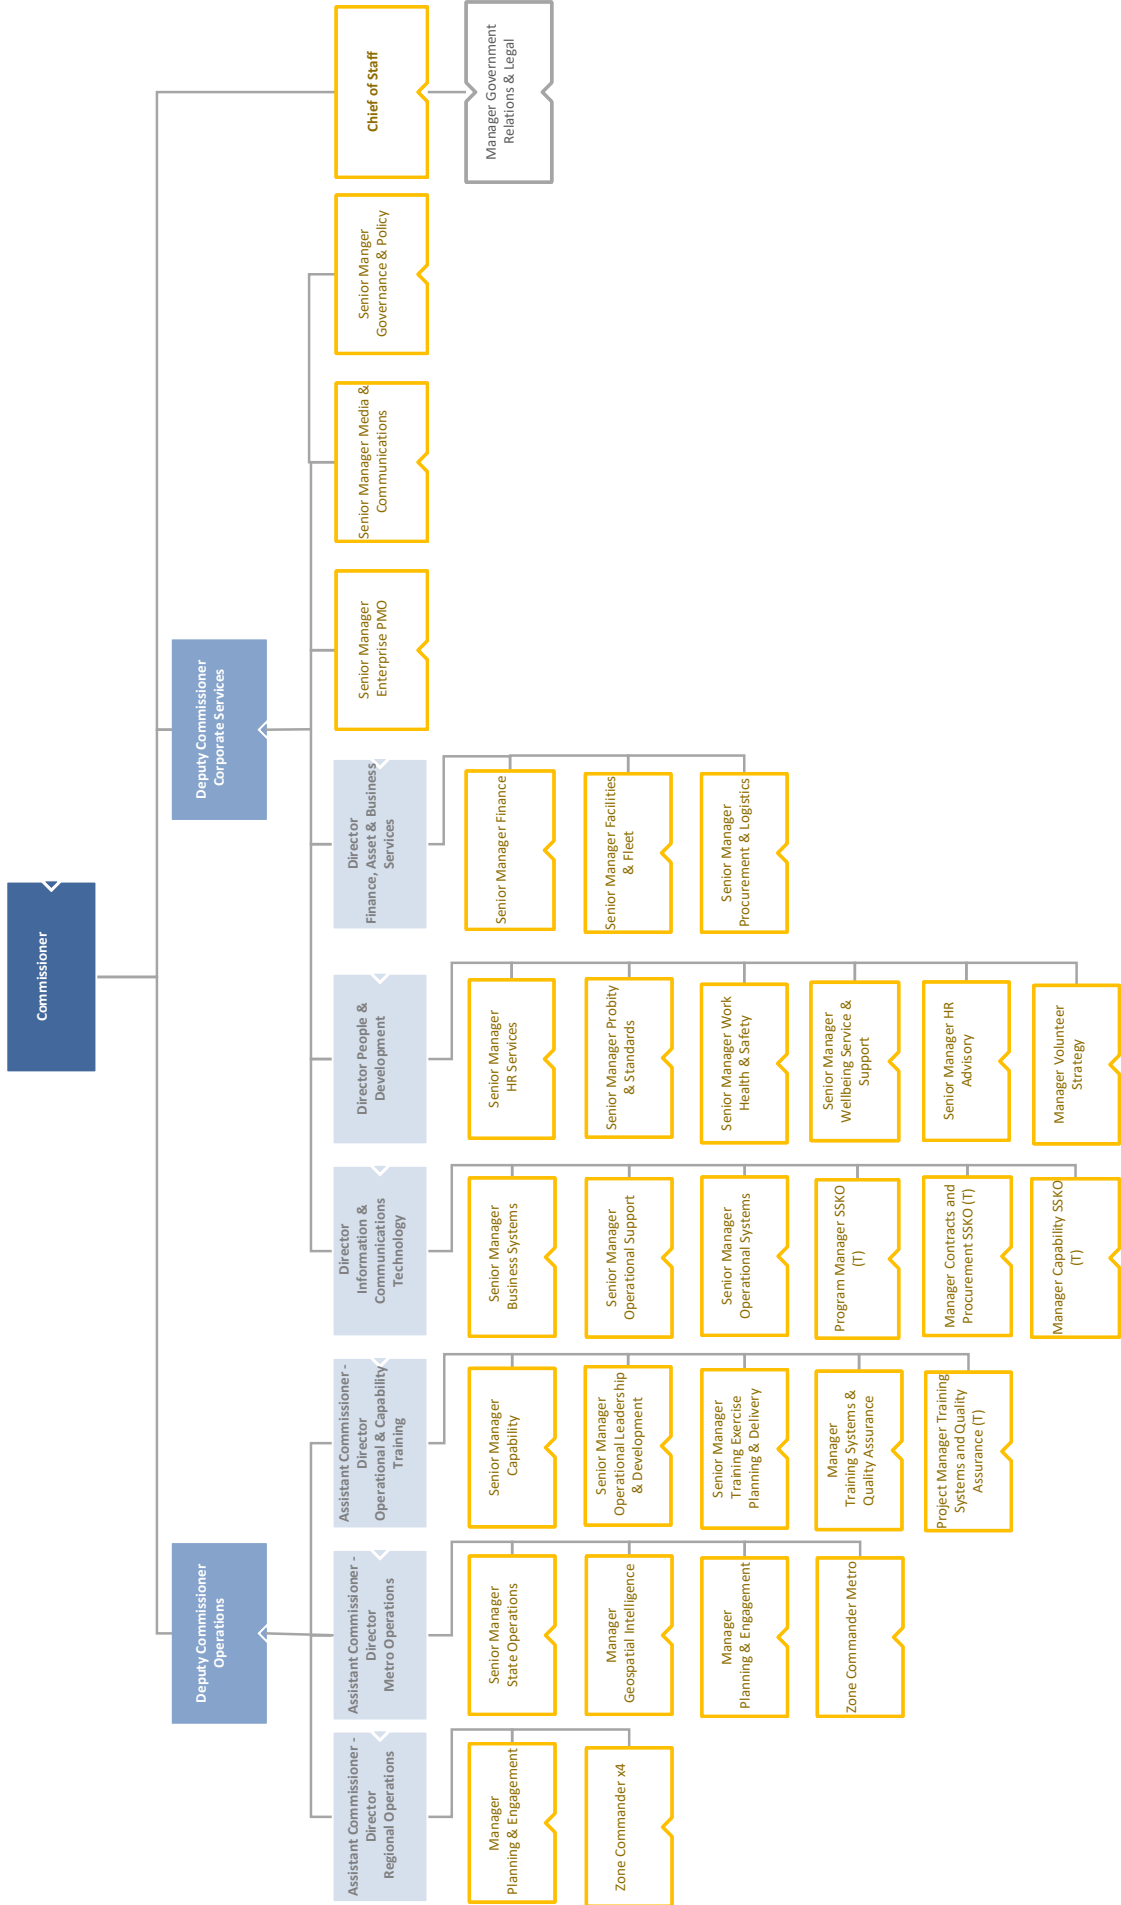 Commissioner
Deputy Commissioner
Operations
Deputy Commissioner
Corporate Services
Assistant Commissioner -
Director
Regional Operations
Assistant Commissioner -
Director
Metro Operations
Assistant Commissioner -
Director
Operational & Capability
Training
Director
Information &
Communications
Technology
Director People &
Development
Director
Finance, Asset & Business
Services
Senior Manager
Enterprise PMO
Senior Manager Media &
Communications
Senior Manger
Governance & Policy
Chief of Staff
Manager
Planning & Engagement
Zone Commander x4
Senior Manager
State Operations
Manager
Geospatial Intelligence
Manager
Planning & Engagement
Zone Commander Metro
Senior Manager
Capability
Senior Manager
Operational Leadership
& Development
Senior Manager
Training Exercise
Planning & Delivery
Manager
Training Systems &
Quality Assurance
Project Manager Training
Systems and Quality
Assurance (T)
Senior Manager
Business Systems
Senior Manager
Operational Support
Senior Manager
Operational Systems
Program Manager SSKO
(T)
Manager Contracts and
Procurement SSKO (T)
Manager Capability SSKO
(T)
Senior Manager
HR Services
Senior Manager Probity
& Standards
Senior Manager Work
Health & Safety
Senior Manager
Wellbeing Service &
Support
Senior Manager HR
Advisory
Manager Volunteer
Strategy
Senior Manager Finance
Senior Manager Facilities
& Fleet
Senior Manager
Procurement & Logistics
Manager Government
Relations & Legal